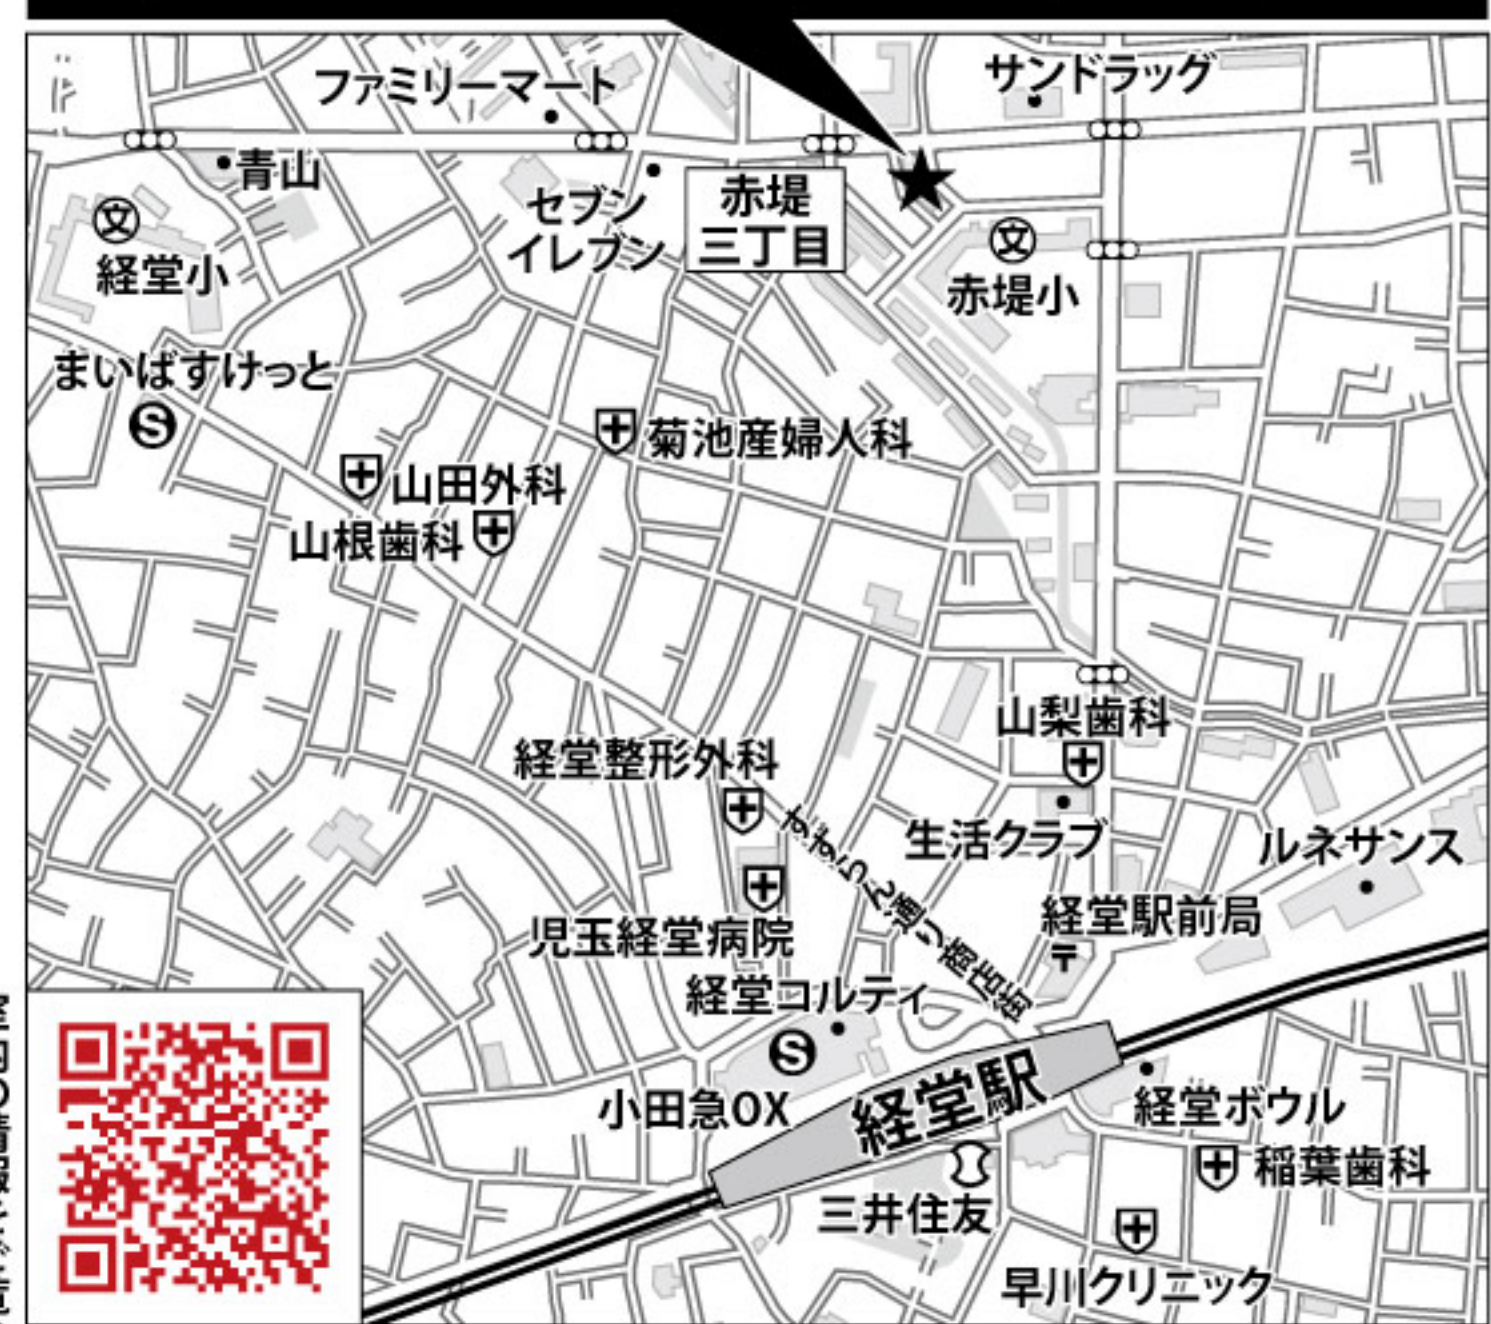 ファミリーマート
サンドラッグ
青山
セブン
イレブン
赤堤
三丁目
文
経堂小
文
赤堤小
まいばすけっと
S
菊池産婦人科
山田外科
山根歯科
山梨歯科
経堂整形外科
すずらん通り商店街
生活クラブ
ルネサンス
児玉経堂病院
経堂駅前局
〒
経堂コルティ
S
小田急OX
経堂駅
経堂ボウル
稲葉歯科
三井住友
早川クリニック